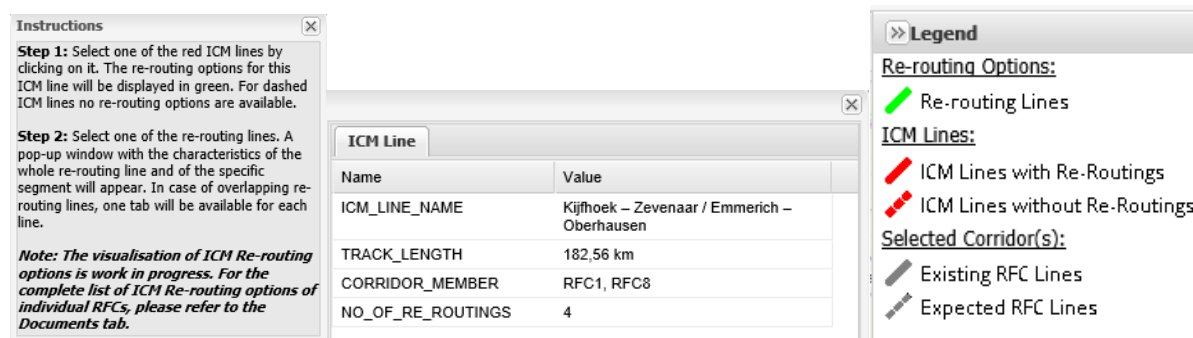 Instructions
Step 1: Select one of the red ICM lines by
clicking on it. The re-routing options for this
ICM line will be displayed in green. For dashed
ICM lines no re-routing options are available.
Step 2: Select one of the re-routing lines. A
pop-up window with the characteristics of the
whole re-routing line and of the specific
segment will appear. In case of overlapping re-
routing lines, one tab will be available for each
line.
Note: The visualisation of ICM Re-routing
options is work in progress. For the
complete list of ICM Re-routing options of
individual RFCs, please refer to the
Documents tab.
ICM Line
Name Value
ICM_LINE_NAME Kijfhoek – Zevenaar / Emmerich –
Oberhausen
TRACK_LENGTH 182,56 km
CORRIDOR_MEMBER RFC1, RFC8
NO_OF_RE_ROUTINGS 4
Legend
Re-routing Options:
Re-routing Lines
ICM Lines:
ICM Lines with Re-Routings
ICM Lines without Re-Routings
Selected Corridor(s):
Existing RFC Lines
Expected RFC Lines